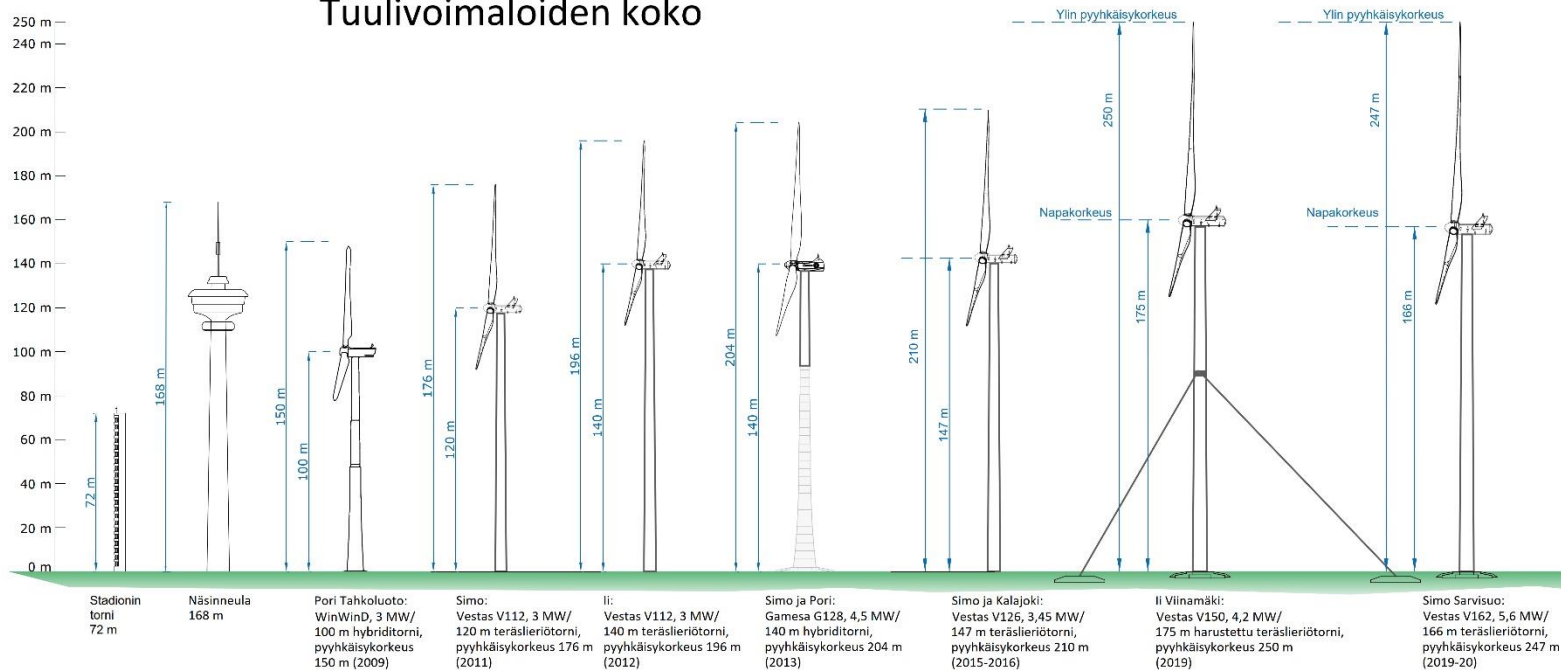 Tuulivoimaloiden koko
250 m
240 m
220 m
200 m
180 m
160 m
140 m
120 m
100 m
80 m
60 m
40 m
20 m
0 m
72 m
168 m
150 m
100 m
176 m
120 m
196 m
140 m
204 m
140 m
210 m
147 m
Ylin pyyhkäisykorkeus
250 m
Napakorkeus
175 m
Ylin pyyhkäisykorkeus
247 m
Napakorkeus
166 m
Stadionin
torni
72 m
Näsinneula
168 m
Pori Tahkoluoto:
WinWinD, 3 MW/
100 m hybriditorni,
pyyhkäisykorkeus
150 m (2009)
Simo:
Vestas V112, 3 MW/
120 m teräslieriötorni,
pyyhkäisykorkeus 176 m
(2011)
Ii:
Vestas V112, 3 MW/
140 m teräslieriötorni,
pyyhkäisykorkeus 196 m
(2012)
Simo ja Pori:
Gamesa G128, 4,5 MW/
140 m hybriditorni,
pyyhkäisykorkeus 204 m
(2013)
Simo ja Kalajoki:
Vestas V126, 3,45 MW/
147 m teräslieriötorni,
pyyhkäisykorkeus 210 m
(2015-2016)
Ii Viinamäki:
Vestas V150, 4,2 MW/
175 m harustettu teräslieriötorni,
pyyhkäisykorkeus 250 m
(2019)
Simo Sarvisuo:
Vestas V162, 5,6 MW/
166 m teräslieriötorni,
pyyhkäisykorkeus 247 m
(2019-20)